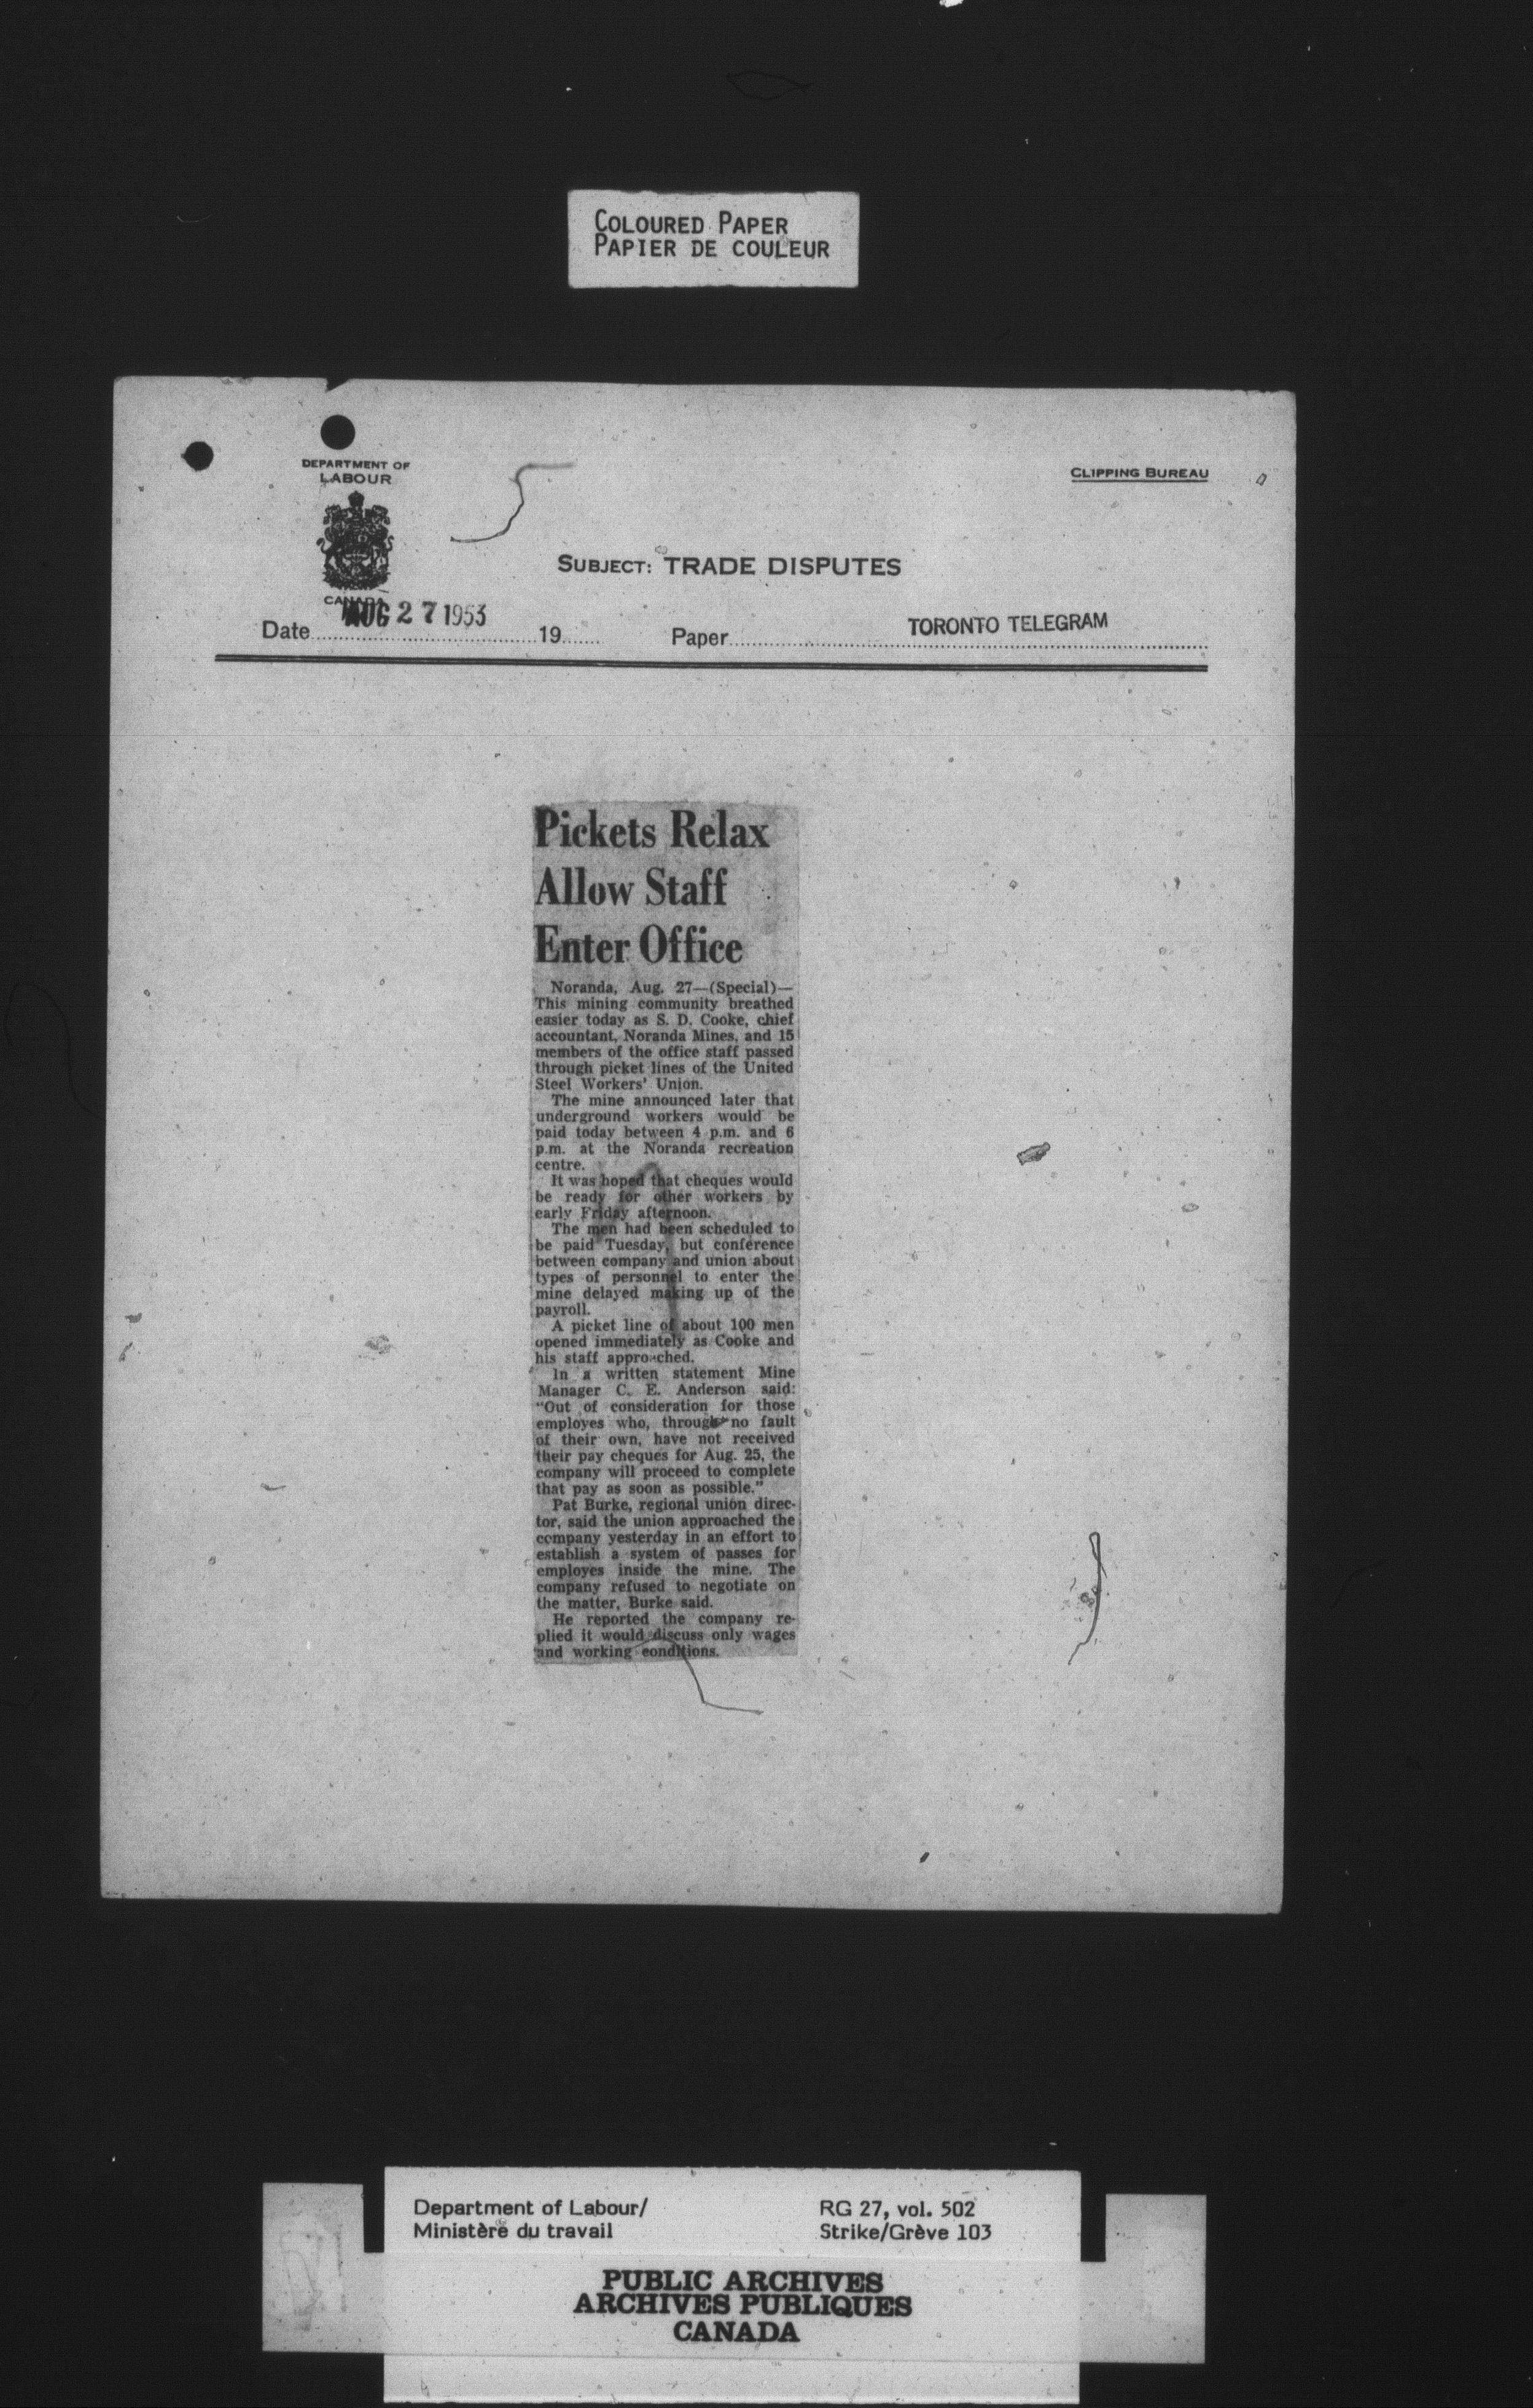 COLOURED PAPER
PAPIER DE COULEUR
DEPARTMENT OF
LABOUR
CANADA
CLIPPING BUREAU
SUBJECT: TRADE DISPUTES
Date AUG 27 1953 19 Paper TORONTO TELEGRAM
Pickets Relax
Allow Staff
Enter Office
Noranda, Aug. 27—(Special)—
This mining community breathed
easier today as S. D. Cooke, chief
accountant, Noranda Mines, and 15
members of the office staff passed
through picket lines of the United
Steel Workers' Union.
The mine announced later that
underground workers would be
paid today between 4 p.m. and 6
p.m. at the Noranda recreation
centre.
It was hoped that cheques would
be ready for other workers by
early Friday afternoon.
The men had been scheduled to
be paid Tuesday, but conference
between company and union about
types of personnel to enter the
mine delayed making up of the
payroll.
A picket line of about 100 men
opened immediately as Cooke and
his staff approached.
In a written statement Mine
Manager C. E. Anderson said:
"Out of consideration for those
employes who, through no fault
of their own, have not received
their pay cheques for Aug. 25, the
company will proceed to complete
that pay as soon as possible."
Pat Burke, regional union direc-
tor, said the union approached the
company yesterday in an effort to
establish a system of passes for
employes inside the mine. The
company refused to negotiate on
the matter, Burke said.
He reported the company re-
plied it would discuss only wages
and working conditions.
Department of Labour/
Ministère du travail
RG 27, vol. 502
Strike/Grève 103
PUBLIC ARCHIVES
ARCHIVES PUBLIQUES
CANADA